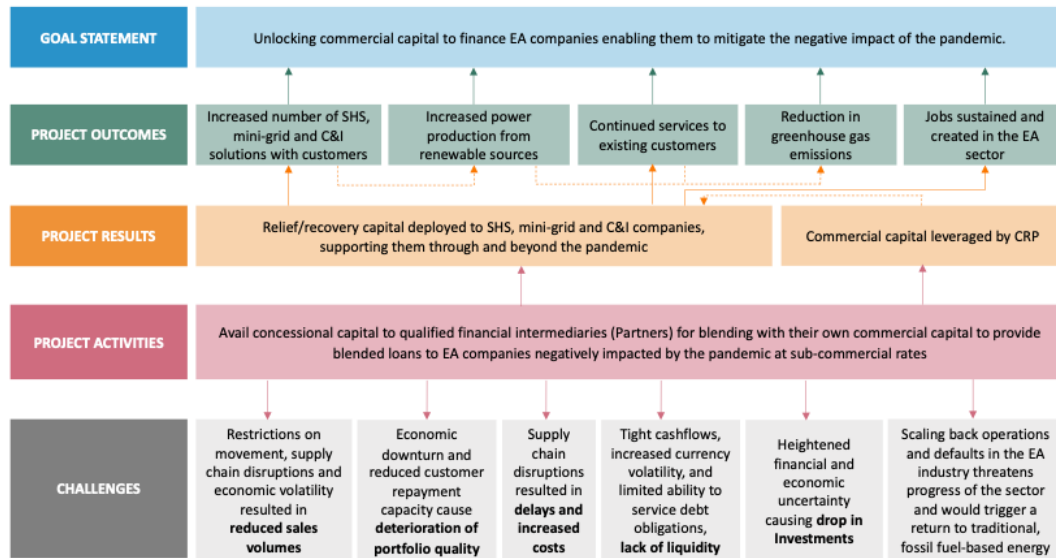 GOAL STATEMENT
Unlocking commercial capital to finance EA companies enabling them to mitigate the negative impact of the pandemic.
PROJECT OUTCOMES
Increased number of SHS,
mini-grid and C&I
solutions with customers
Increased power
production from
renewable sources
Continued services to
existing customers
Reduction in
greenhouse gas
emissions
Jobs sustained and
created in the EA
sector
PROJECT RESULTS
Relief/recovery capital deployed to SHS, mini-grid and C&I companies,
supporting them through and beyond the pandemic
Commercial capital leveraged by CRP
PROJECT ACTIVITIES
Avail concessional capital to qualified financial intermediaries (Partners) for blending with their own commercial capital to provide
blended loans to EA companies negatively impacted by the pandemic at sub-commercial rates
CHALLENGES
Restrictions on
movement, supply
chain disruptions and
economic volatility
resulted in
reduced sales
volumes
Economic
downturn and
reduced customer
repayment
capacity cause
deterioration of
portfolio quality
Supply
chain
disruptions
resulted in
delays and
increased
costs
Tight cashflows,
increased currency
volatility, and
limited ability to
service debt
obligations,
lack of liquidity
Heightened
financial and
economic
uncertainty
causing drop in
Investments
Scaling back operations
and defaults in the EA
industry threatens
progress of the sector
and would trigger a
return to traditional,
fossil fuel-based energy